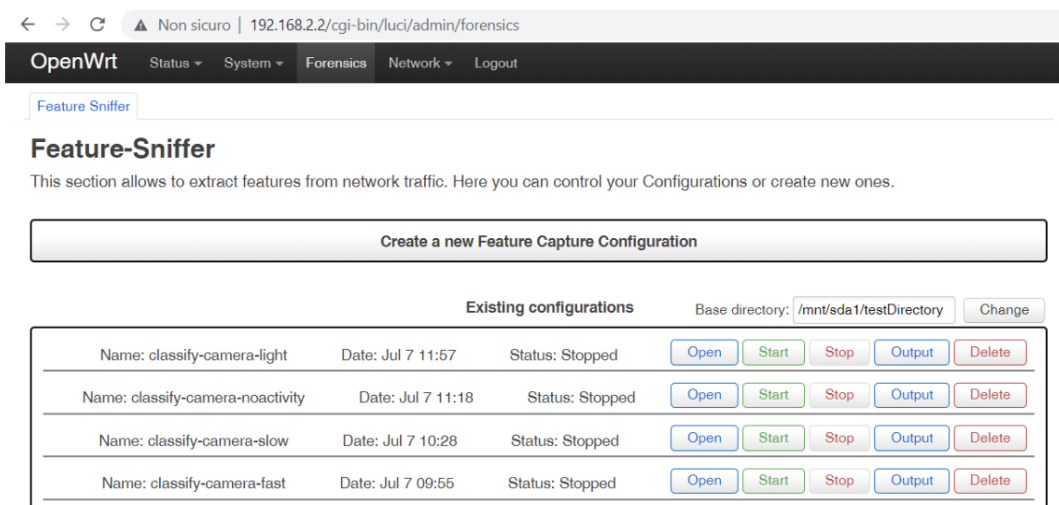 Non sicuro | 192.168.2.2/cgi-bin/luci/admin/forensics
OpenWrt Status System Forensics Network Logout
Feature Sniffer
Feature-Sniffer
This section allows to extract features from network traffic. Here you can control your Configurations or create new ones.
Create a new Feature Capture Configuration
Existing configurations Base directory: /mnt/sda1/testDirectory Change
Name: classify-camera-light Date: Jul 7 11:57 Status: Stopped Open Start Stop Output Delete
Name: classify-camera-noactivity Date: Jul 7 11:18 Status: Stopped Open Start Stop Output Delete
Name: classify-camera-slow Date: Jul 7 10:28 Status: Stopped Open Start Stop Output Delete
Name: classify-camera-fast Date: Jul 7 09:55 Status: Stopped Open Start Stop Output Delete